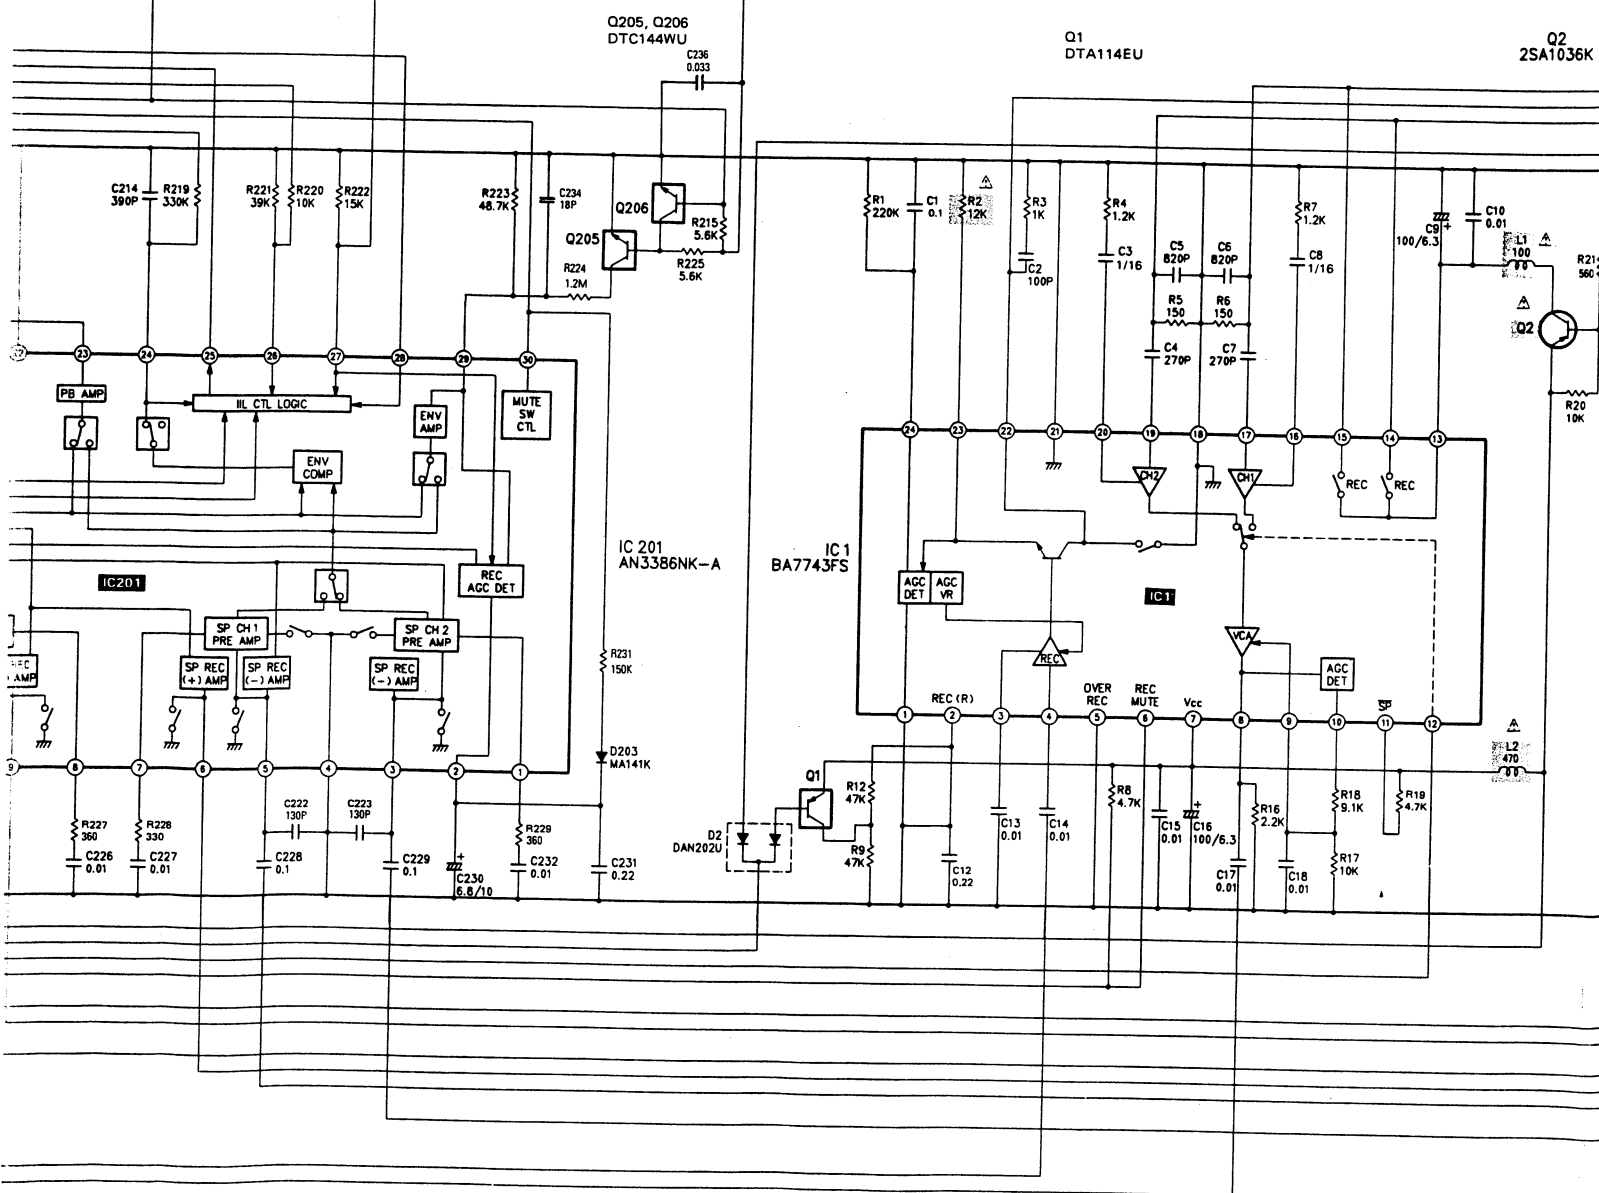 Q205, Q206
DTC144WU
Q1
DTA114EU
Q2
2SA1036K
C236
0.033
C214
390P
R219
330K
R221
39K
R220
10K
R222
15K
R223
48.7K
C234
18P
Q206
Q205
R215
5.6K
R225
5.6K
R224
1.2M
R1
220K
C1
0.1
R2
12K
R3
1K
C2
100P
R4
1.2K
C3
1/16
C5
820P
C6
820P
R5
150
R6
150
C4
270P
C7
270P
R7
1.2K
C8
1/16
C9
100/6.3
+
C10
0.01
L1
100
R21
560
Q2
R20
10K
23
24
25
26
27
28
29
30
PB AMP
IIL CTL LOGIC
ENV
AMP
MUTE
SW
CTL
ENV
COMP
24
23
22
21
20
19
18
17
16
15
14
13
CH2
CH1
REC
REC
IC 201
AN3386NK-A
IC 1
BA7743FS
IC201
REC
AGC DET
AGC
DET
AGC
VR
IC1
SP CH 1
PRE AMP
SP CH 2
PRE AMP
SP REC
(+) AMP
SP REC
(-) AMP
SP REC
(-) AMP
REC
AMP
REC
VCA
AGC
DET
R231
150K
REC (R)
OVER
REC
REC
MUTE
Vcc
SP
1
2
3
4
5
6
7
8
9
10
11
12
9
8
7
6
5
4
3
2
1
D203
MA141K
L2
470
C222
130P
C223
130P
R227
360
R228
330
C226
0.01
C227
0.01
C228
0.1
C229
0.1
+
C230
6.8/10
R229
360
C232
0.01
C231
0.22
D2
DAN202U
Q1
R12
47K
R9
47K
C12
0.22
C13
0.01
C14
0.01
R8
4.7K
C15
0.01
+
C16
100/6.3
R16
2.2K
C17
0.01
C18
0.01
R18
9.1K
R17
10K
R19
4.7K